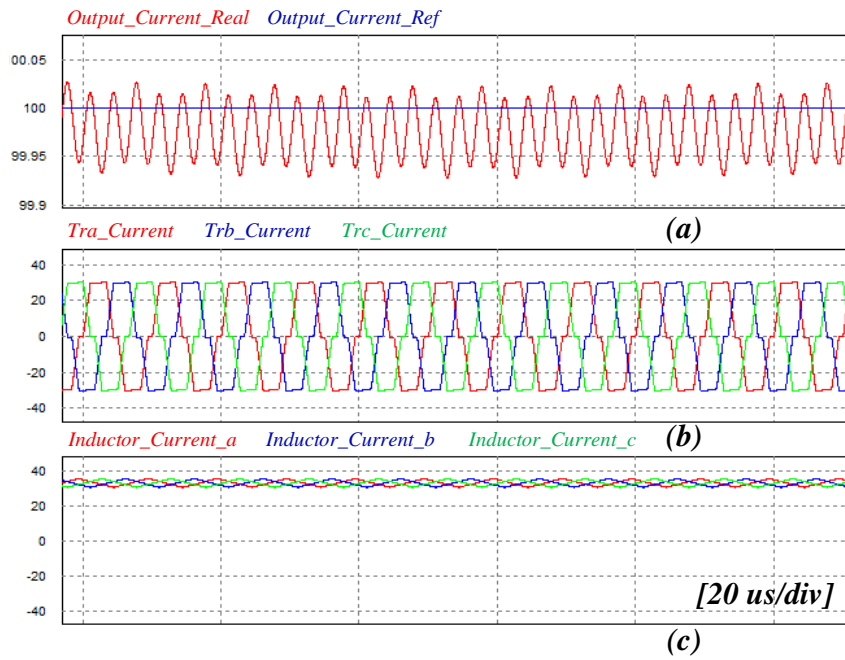 Output_Current_Real Output_Current_Ref
00.05
100
99.95
99.9
(a)
Tra_Current Trb_Current Trc_Current
40
20
0
-20
-40
(b)
Inductor_Current_a Inductor_Current_b Inductor_Current_c
40
20
0
-20
-40
[20 us/div]
(c)